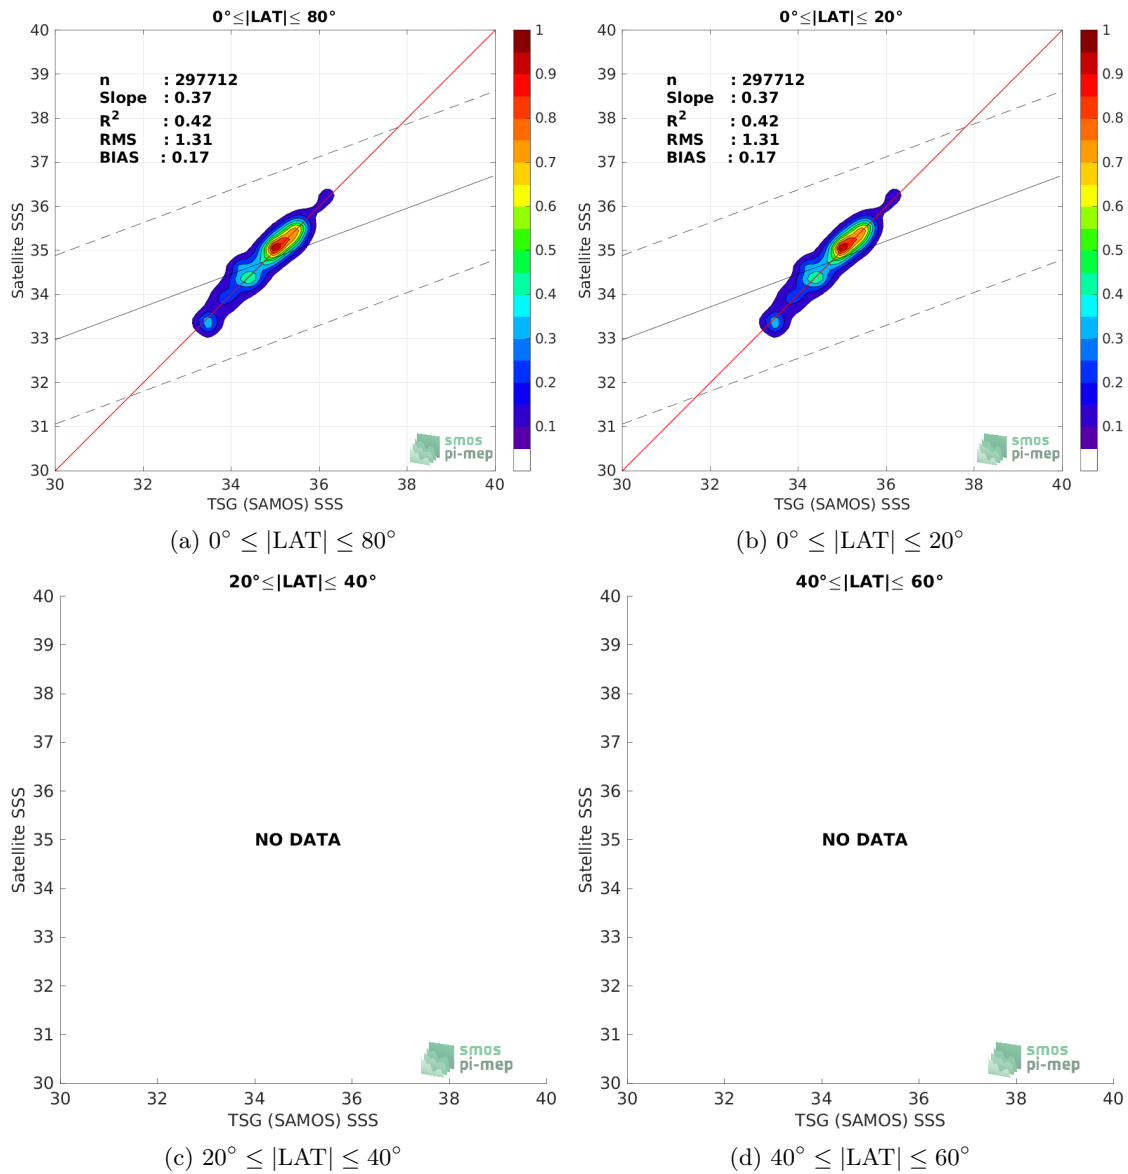 0°≤|LAT|≤ 80°
40
39
38
37
36
35
34
33
32
31
30
Satellite SSS
n : 297712
Slope : 0.37
R² : 0.42
RMS : 1.31
BIAS : 0.17
smos
pi-mep
30 32 34 36 38 40
TSG (SAMOS) SSS
1
0.9
0.8
0.7
0.6
0.5
0.4
0.3
0.2
0.1
(a) 0° ≤ |LAT| ≤ 80°
0°≤|LAT|≤ 20°
40
39
38
37
36
35
34
33
32
31
30
Satellite SSS
n : 297712
Slope : 0.37
R² : 0.42
RMS : 1.31
BIAS : 0.17
smos
pi-mep
30 32 34 36 38 40
TSG (SAMOS) SSS
1
0.9
0.8
0.7
0.6
0.5
0.4
0.3
0.2
0.1
(b) 0° ≤ |LAT| ≤ 20°
20°≤|LAT|≤ 40°
40
39
38
37
36
35
34
33
32
31
30
Satellite SSS
NO DATA
smos
pi-mep
30 32 34 36 38 40
TSG (SAMOS) SSS
(c) 20° ≤ |LAT| ≤ 40°
40°≤|LAT|≤ 60°
40
39
38
37
36
35
34
33
32
31
30
Satellite SSS
NO DATA
smos
pi-mep
30 32 34 36 38 40
TSG (SAMOS) SSS
(d) 40° ≤ |LAT| ≤ 60°